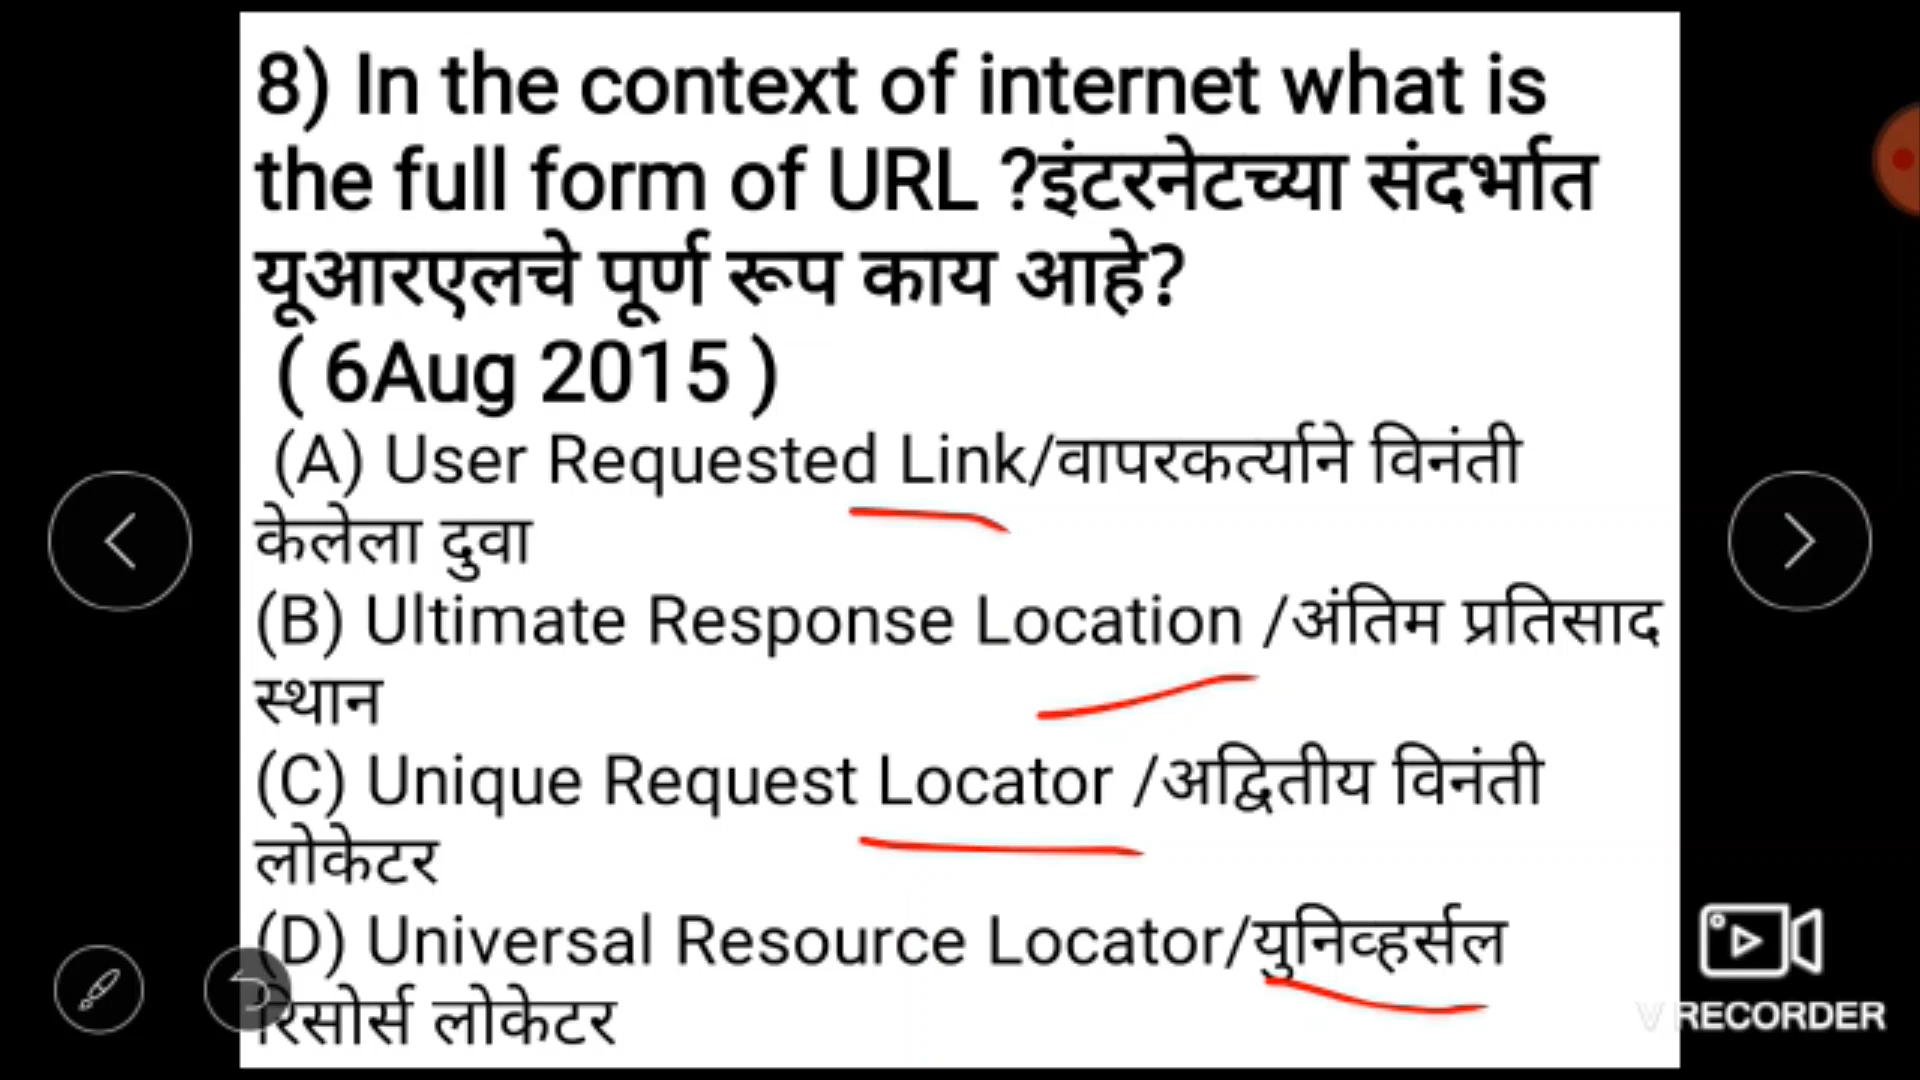 8) In the context of internet what is
the full form of URL ?इंटरनेटच्या संदर्भात
यूआरएलचे पूर्ण रूप काय आहे?
( 6Aug 2015 )
(A) User Requested Link/वापरकर्त्याने विनंती
केलेला दुवा
(B) Ultimate Response Location /अंतिम प्रतिसाद
स्थान
(C) Unique Request Locator /अद्वितीय विनंती
लोकेटर
(D) Universal Resource Locator/युनिव्हर्सल
रिसोर्स लोकेटर
V RECORDER